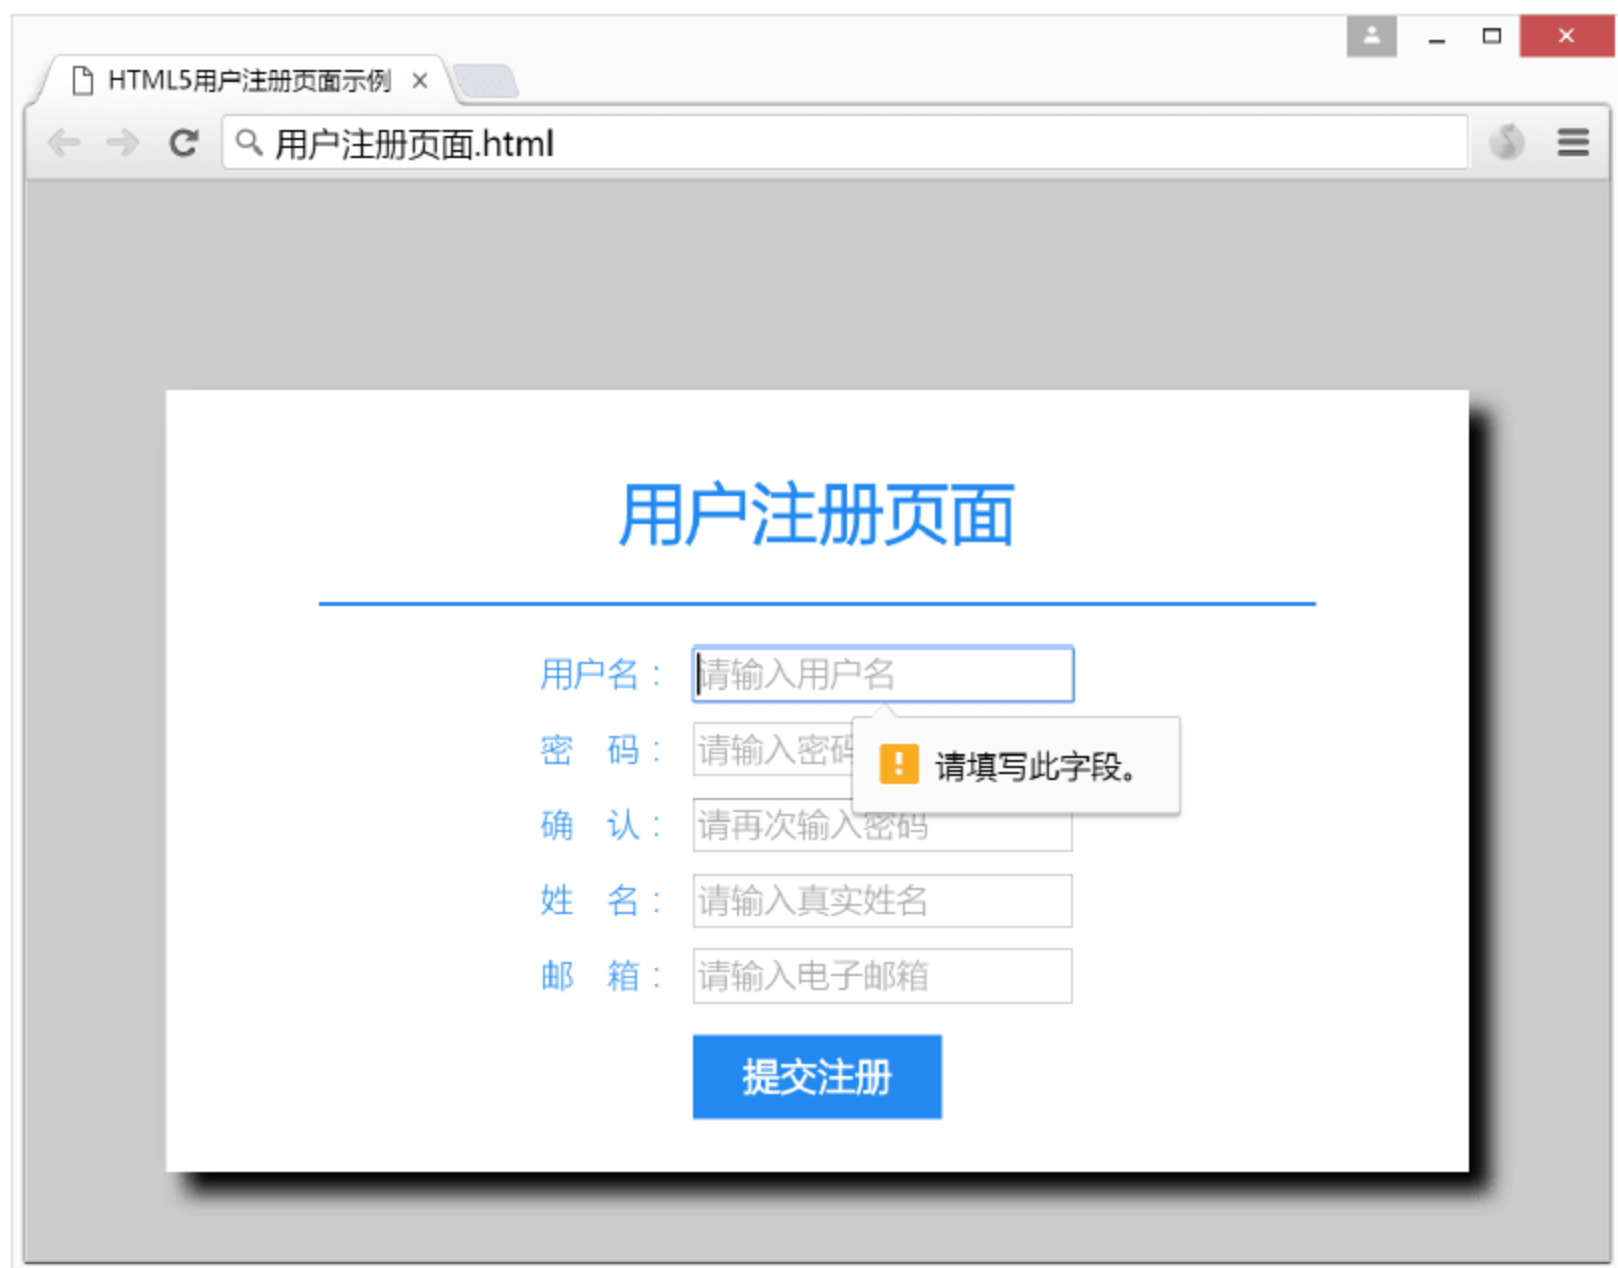 HTML5用户注册页面示例
用户注册页面.html
用户注册页面
用户名： 请输入用户名
密 码： 请输入密码
请填写此字段。
确 认： 请再次输入密码
姓 名： 请输入真实姓名
邮 箱： 请输入电子邮箱
提交注册